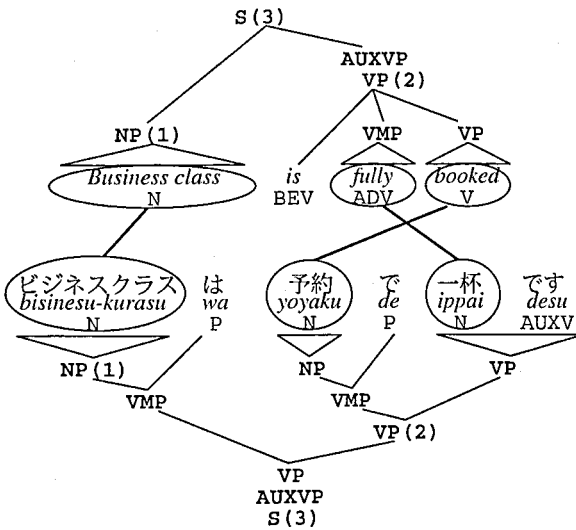 S(3)
AUXVP
VP(2)
NP(1) VMP VP
Business class is fully booked
N BEV ADV V
ビジネスクラス は 予約 で 一杯 です
bisinesu-kurasu wa yoyaku de ippai desu
N P N P N AUXV
NP(1) NP VP
VMP VMP
VP(2)
VP
AUXVP
S(3)